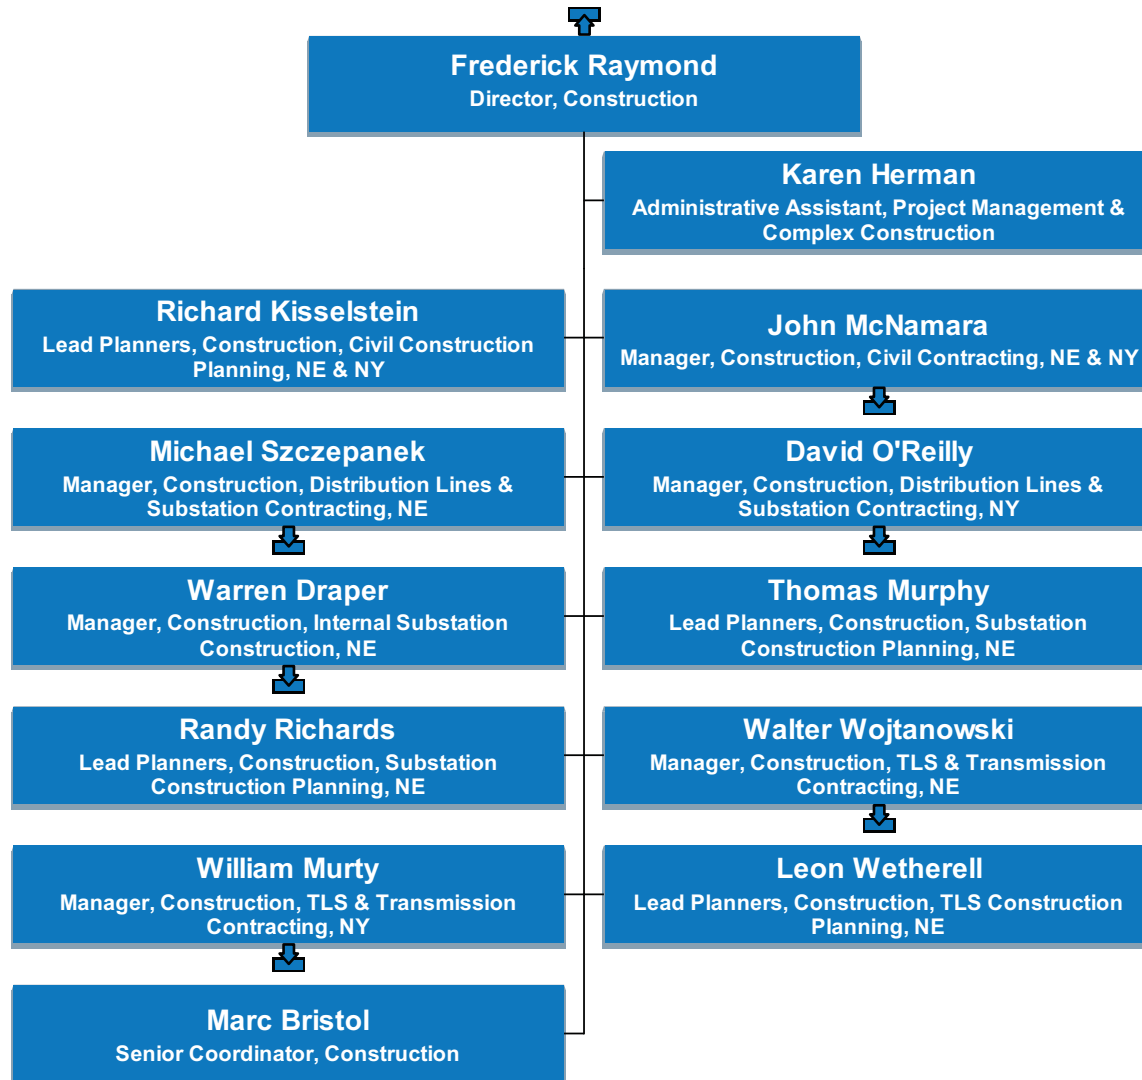 Frederick Raymond
Director, Construction
Karen Herman
Administrative Assistant, Project Management &
Complex Construction
Richard Kisselstein
Lead Planners, Construction, Civil Construction
Planning, NE & NY
John McNamara
Manager, Construction, Civil Contracting, NE & NY
Michael Szczepanek
Manager, Construction, Distribution Lines &
Substation Contracting, NE
David O'Reilly
Manager, Construction, Distribution Lines &
Substation Contracting, NY
Warren Draper
Manager, Construction, Internal Substation
Construction, NE
Thomas Murphy
Lead Planners, Construction, Substation
Construction Planning, NE
Randy Richards
Lead Planners, Construction, Substation
Construction Planning, NE
Walter Wojtanowski
Manager, Construction, TLS & Transmission
Contracting, NE
William Murty
Manager, Construction, TLS & Transmission
Contracting, NY
Leon Wetherell
Lead Planners, Construction, TLS Construction
Planning, NE
Marc Bristol
Senior Coordinator, Construction